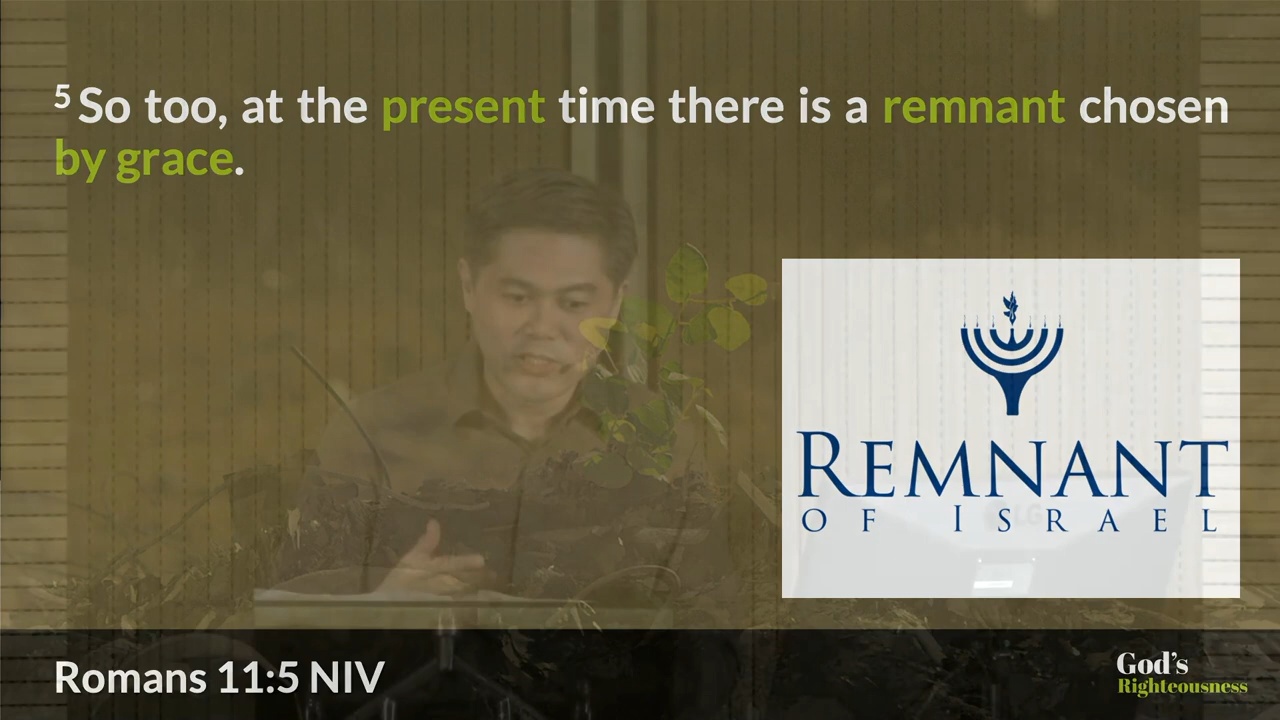 ⁵ So too, at the present time there is a remnant chosen
by grace.
REMNANT
OF ISRAEL
Romans 11:5 NIV
God's
Righteousness